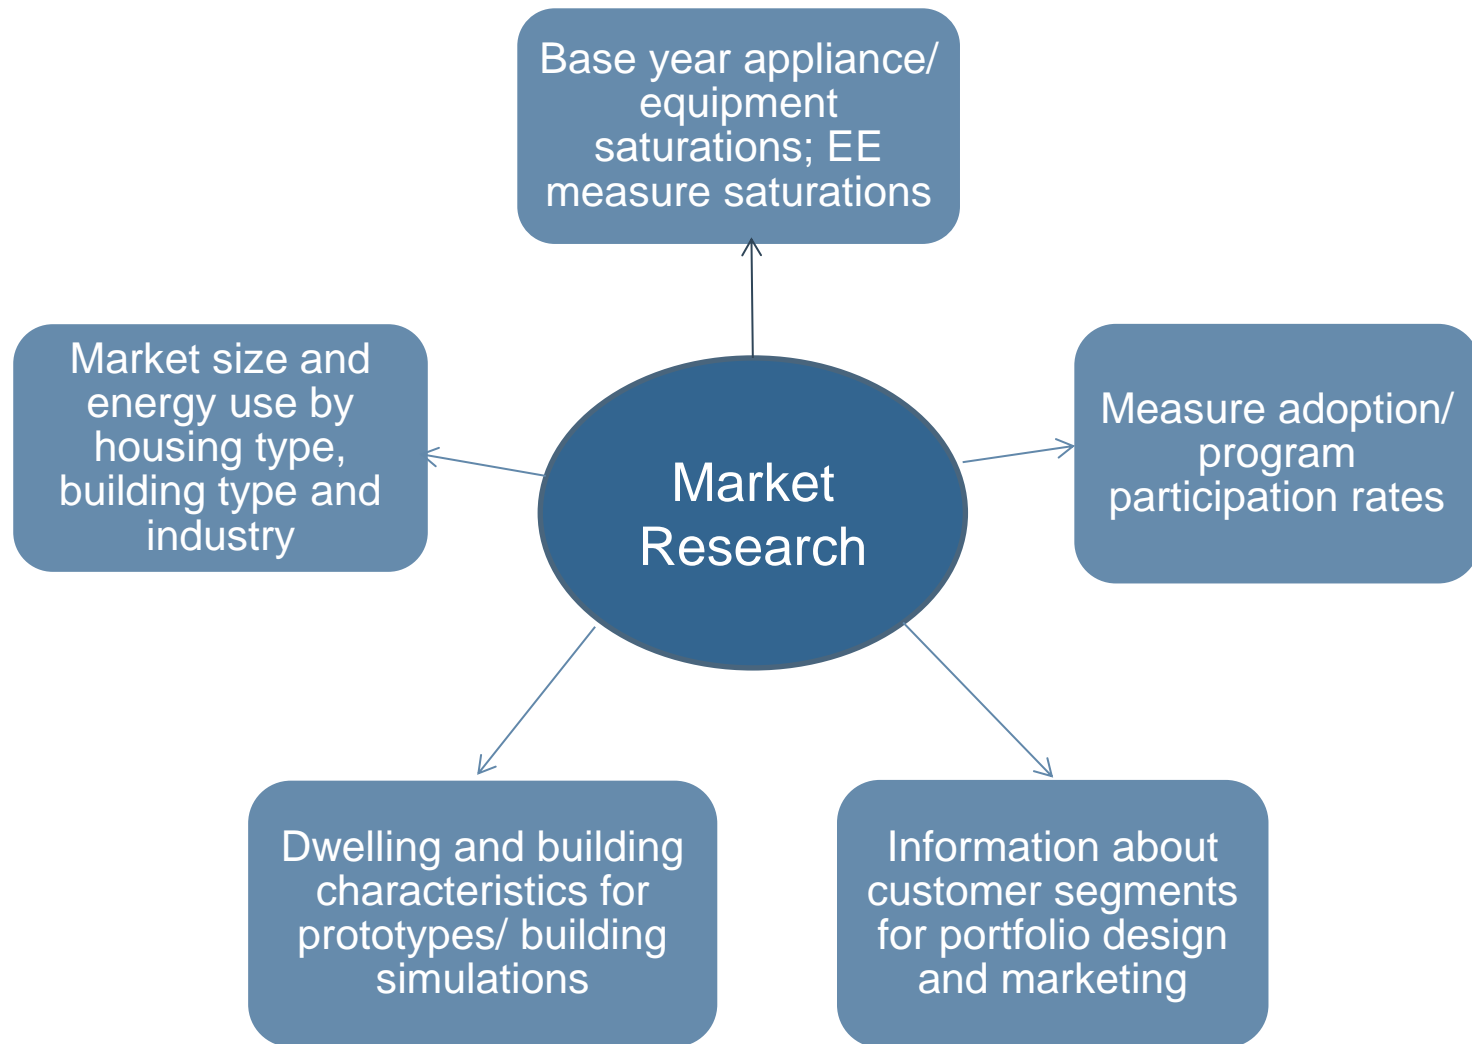 Base year appliance/
equipment
saturations; EE
measure saturations
Market size and
energy use by
housing type,
building type and
industry
Measure adoption/
program
participation rates
Market
Research
Dwelling and building
characteristics for
prototypes/ building
simulations
Information about
customer segments
for portfolio design
and marketing